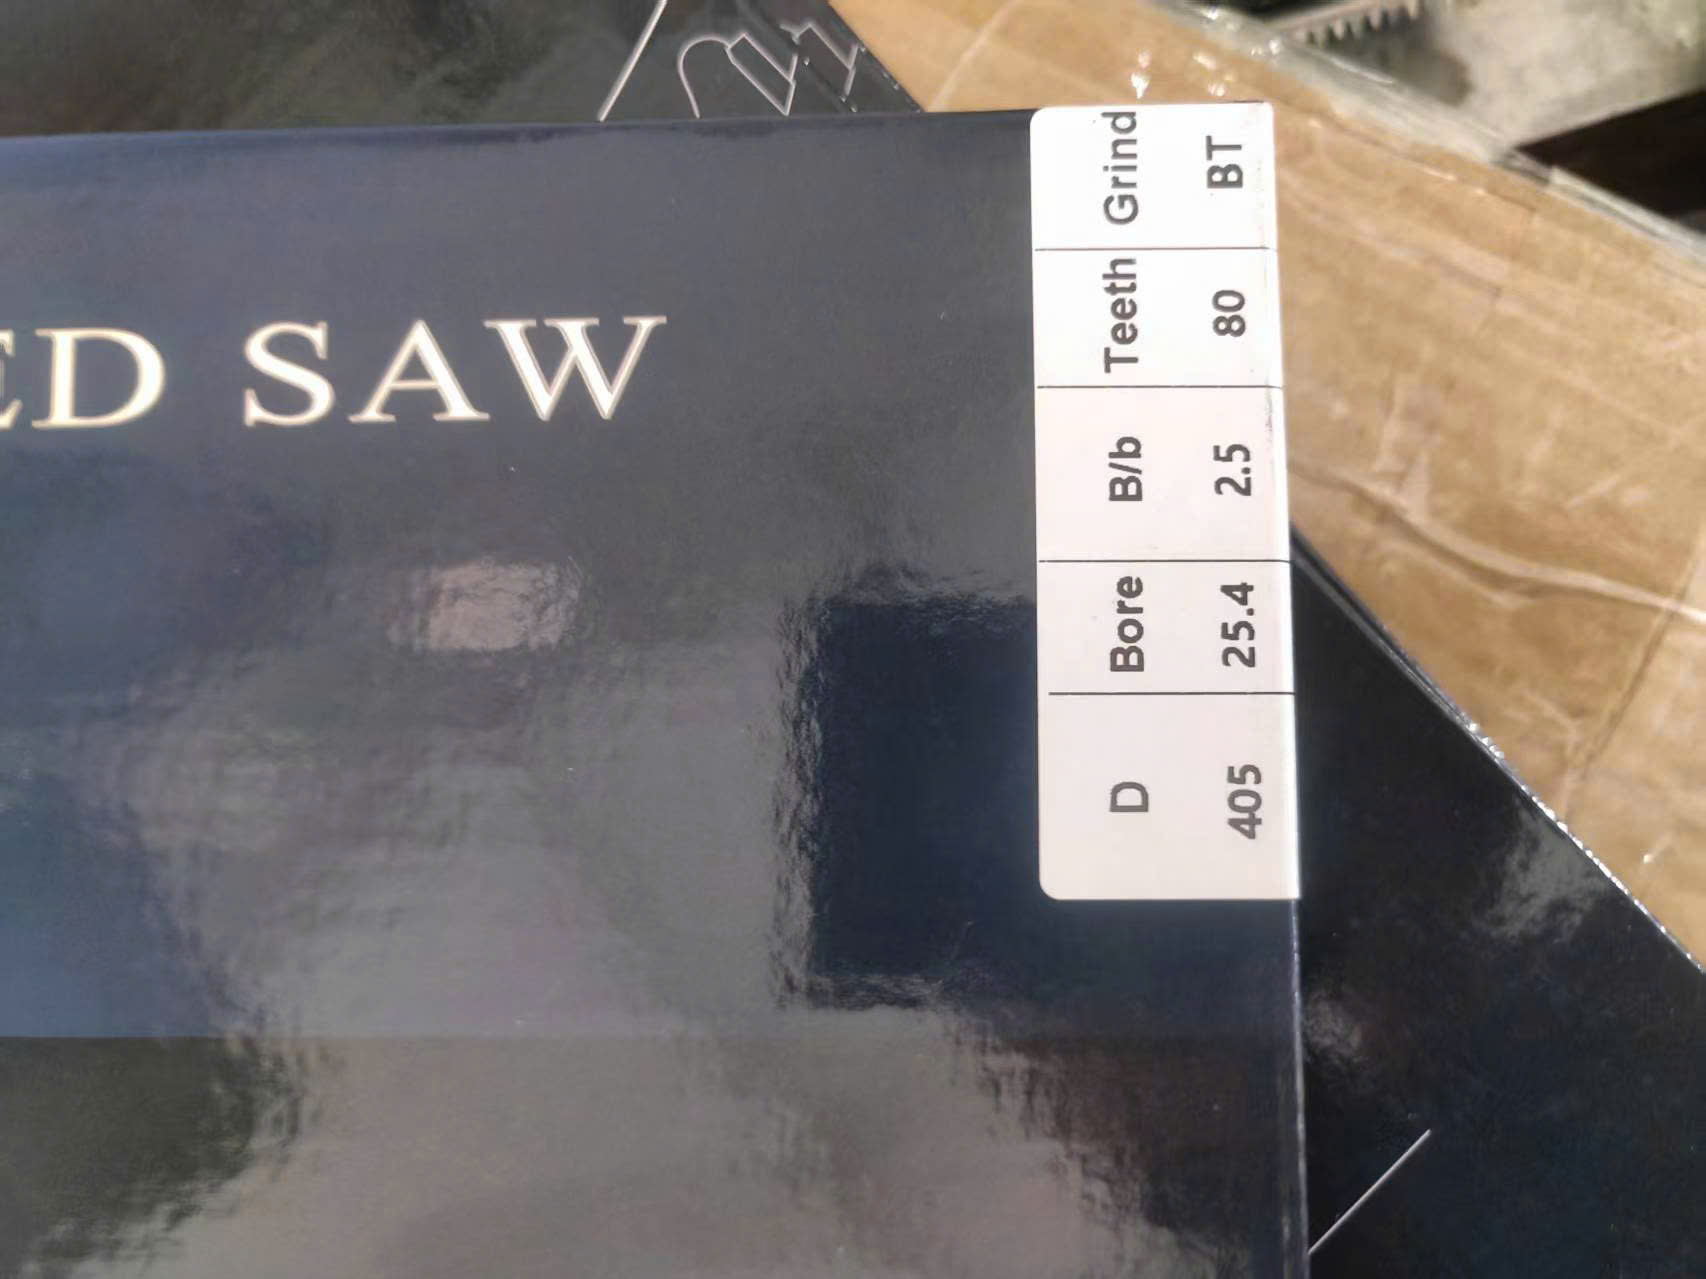 ED SAW
D Bore B/b Teeth Grind
405 25.4 2.5 80 BT